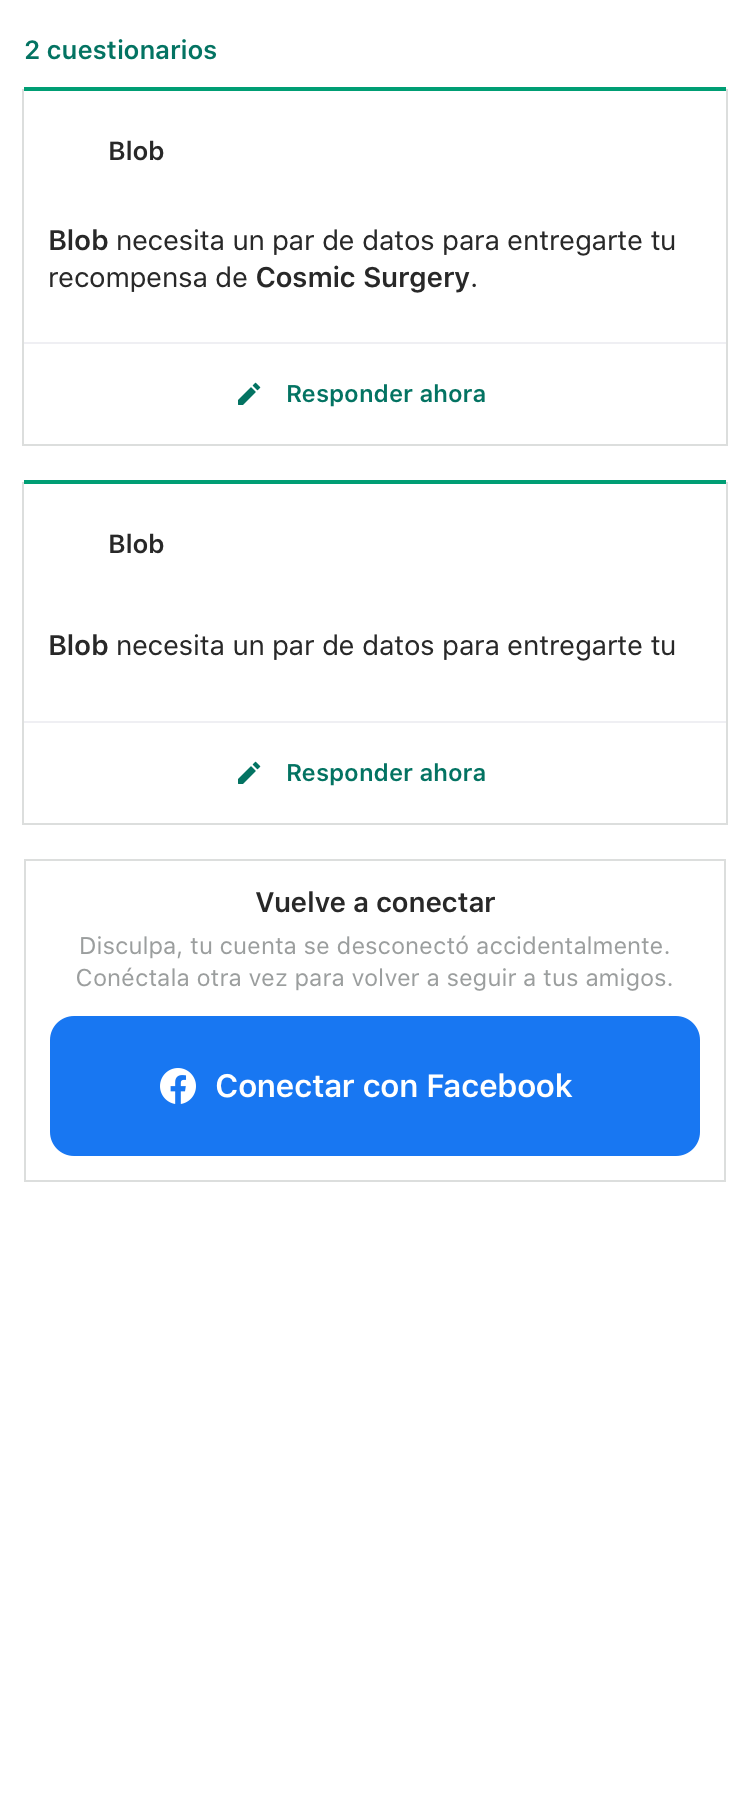 2 cuestionarios
Blob
Blob necesita un par de datos para entregarte tu
recompensa de Cosmic Surgery.
Responder ahora
Blob
Blob necesita un par de datos para entregarte tu
Responder ahora
Vuelve a conectar
Disculpa, tu cuenta se desconectó accidentalmente.
Conéctala otra vez para volver a seguir a tus amigos.
Conectar con Facebook